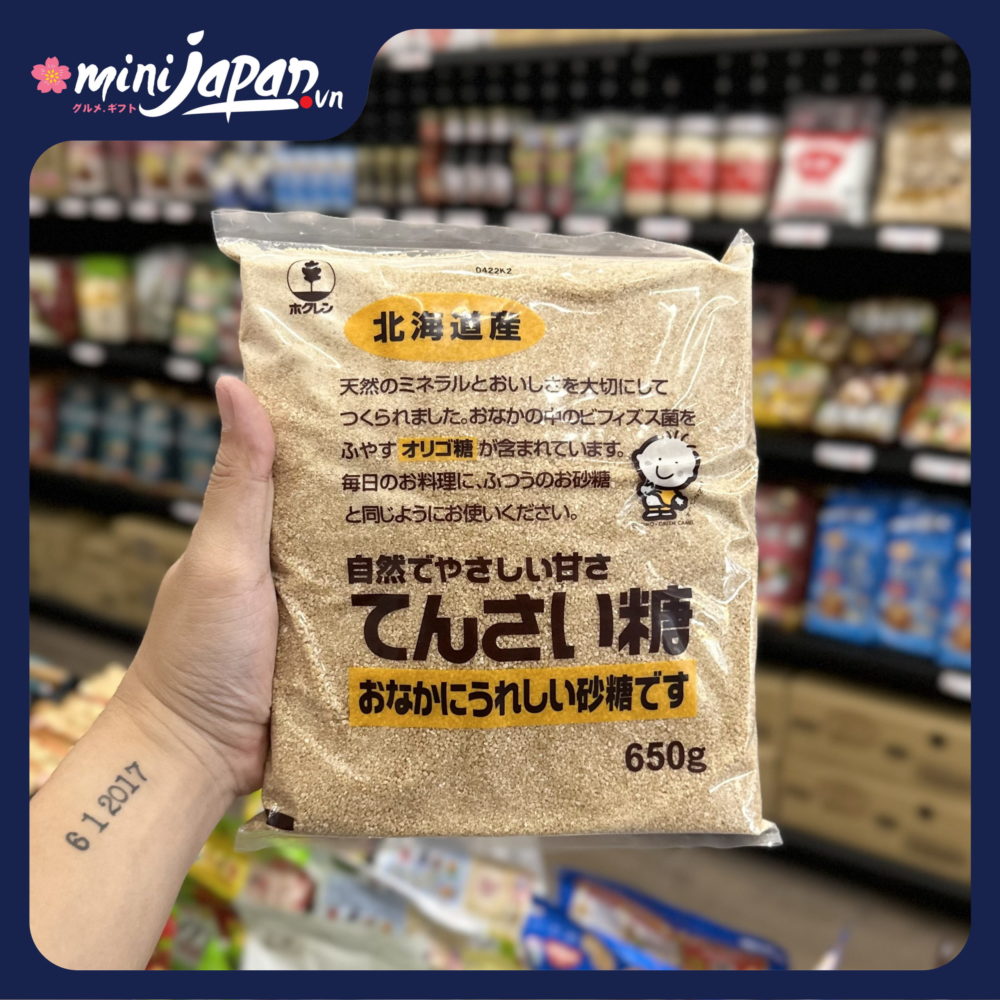 mini JAPAN.vn
グルメ.ギフト
D422K2
ホクレン
北海道産
天然のミネラルとおいしさを大切にして
つくられました。おなかの中のビフィズス菌を
ふやすオリゴ糖が含まれています。
毎日のお料理に、ふつうのお砂糖
と同じようにお使いください。
自然でやさしい甘さ
てんさい糖
おなかにうれしい砂糖です
650g
6 1 2017